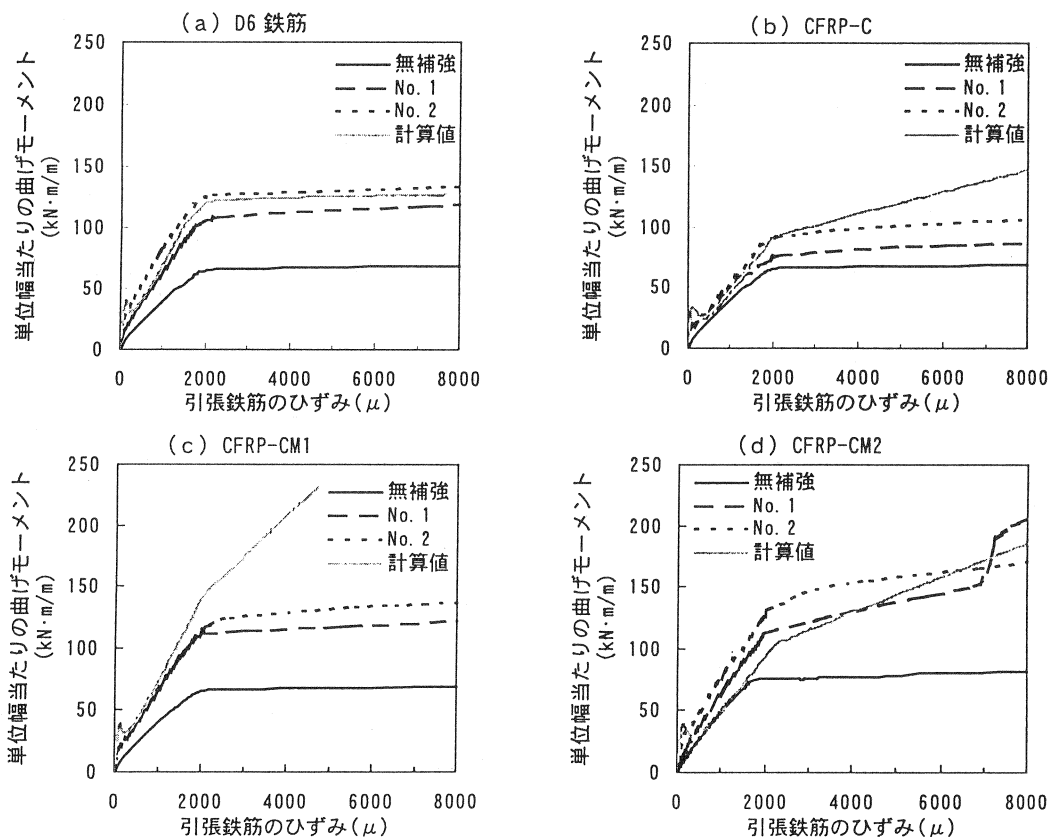 (a) D6 鉄筋
単位幅当たりの曲げモーメント
(kN·m/m)
250
200
150
100
50
0
無補強
No. 1
No. 2
計算値
0 2000 4000 6000 8000
引張鉄筋のひずみ(μ)
(b) CFRP-C
単位幅当たりの曲げモーメント
(kN·m/m)
250
200
150
100
50
0
無補強
No. 1
No. 2
計算値
0 2000 4000 6000 8000
引張鉄筋のひずみ(μ)
(c) CFRP-CM1
単位幅当たりの曲げモーメント
(kN·m/m)
250
200
150
100
50
0
無補強
No. 1
No. 2
計算値
0 2000 4000 6000 8000
引張鉄筋のひずみ(μ)
(d) CFRP-CM2
単位幅当たりの曲げモーメント
(kN·m/m)
250
200
150
100
50
0
無補強
No. 1
No. 2
計算値
0 2000 4000 6000 8000
引張鉄筋のひずみ(μ)